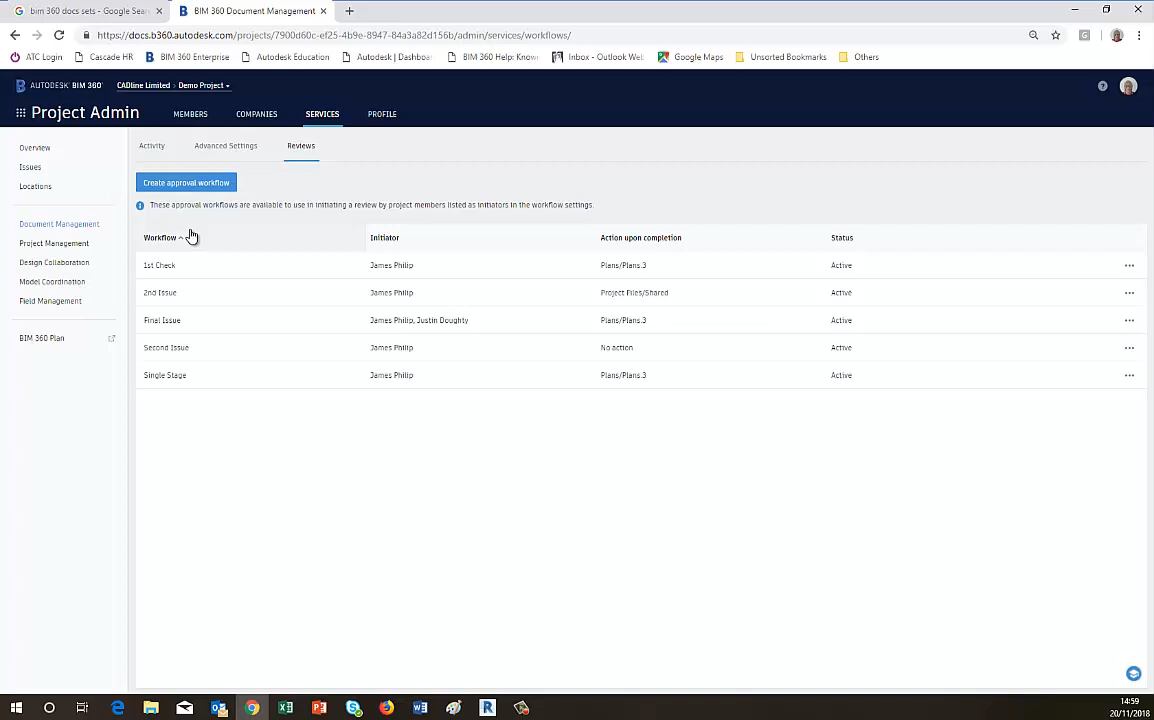 bim 360 docs sets - Google Sear
BIM 360 Document Management
https://docs.b360.autodesk.com/projects/7900d60c-ef25-4b9e-8947-84a3a8d2156b/admin/services/workflows/
ATC Login
Cascade HR
BIM 360 Enterprise
Autodesk Education
Autodesk | Dashboa
BIM 360 Help: Know
Inbox - Outlook Web
Google Maps
Unsorted Bookmarks
Others
AUTODESK® BIM 360°
CADline Limited > Demo Project
Project Admin
MEMBERS
COMPANIES
SERVICES
PROFILE
Overview
Issues
Locations
Document Management
Project Management
Design Collaboration
Model Coordination
Field Management
BIM 360 Plan
Activity
Advanced Settings
Reviews
Create approval workflow
These approval workflows are available to use in initiating a review by project members listed as initiators in the workflow settings.
Workflow Initiator Action upon completion Status
1st Check James Philip Plans/Plans.3 Active
2nd Issue James Philip Project Files/Shared Active
Final Issue James Philip, Justin Doughty Plans/Plans.3 Active
Second Issue James Philip No action Active
Single Stage James Philip Plans/Plans.3 Active
14:59
20/11/2018